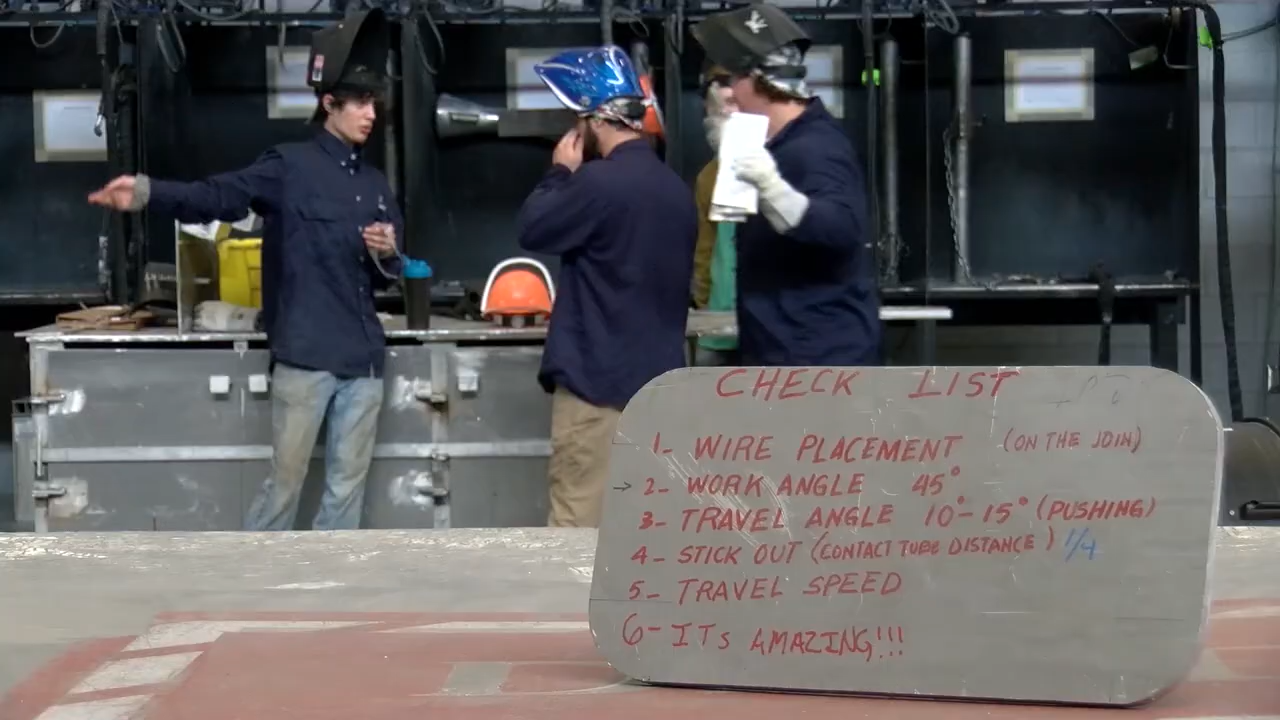 CHECK LIST
1- WIRE PLACEMENT (ON THE JOIN)
→ 2- WORK ANGLE 45°
3- TRAVEL ANGLE 10°-15° (PUSHING)
4- STICK OUT (CONTACT TUBE DISTANCE) 1/4
5- TRAVEL SPEED
6- ITs AMAZING!!!